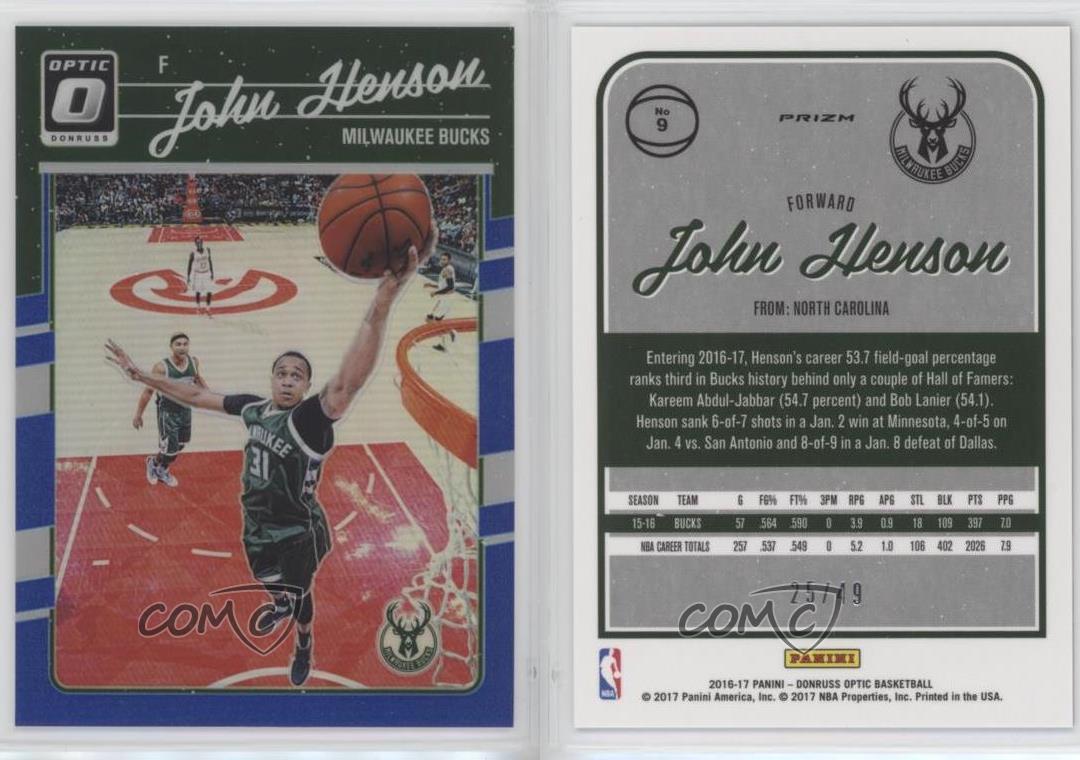 OPTIC
DONRUSS
F
John Henson
MILWAUKEE BUCKS
31
COMC
No
9
PRIZM
MILWAUKEE BUCKS
FORWARD
John Henson
FROM: NORTH CAROLINA
Entering 2016-17, Henson's career 53.7 field-goal percentage
ranks third in Bucks history behind only a couple of Hall of Famers:
Kareem Abdul-Jabbar (54.7 percent) and Bob Lanier (54.1).
Henson sank 6-of-7 shots in a Jan. 2 win at Minnesota, 4-of-5 on
Jan. 4 vs. San Antonio and 8-of-9 in a Jan. 8 defeat of Dallas.
SEASON TEAM G FG% FT% 3PM RPG APG STL BLK PTS PPG
15-16 BUCKS 57 .564 .590 0 3.9 0.9 18 109 397 7.0
NBA CAREER TOTALS 257 .537 .549 0 5.2 1.0 106 402 2026 7.9
25/49
COMC
PANINI
NBA
2016-17 PANINI – DONRUSS OPTIC BASKETBALL
© 2017 Panini America, Inc. © 2017 NBA Properties, Inc. Printed in the USA.